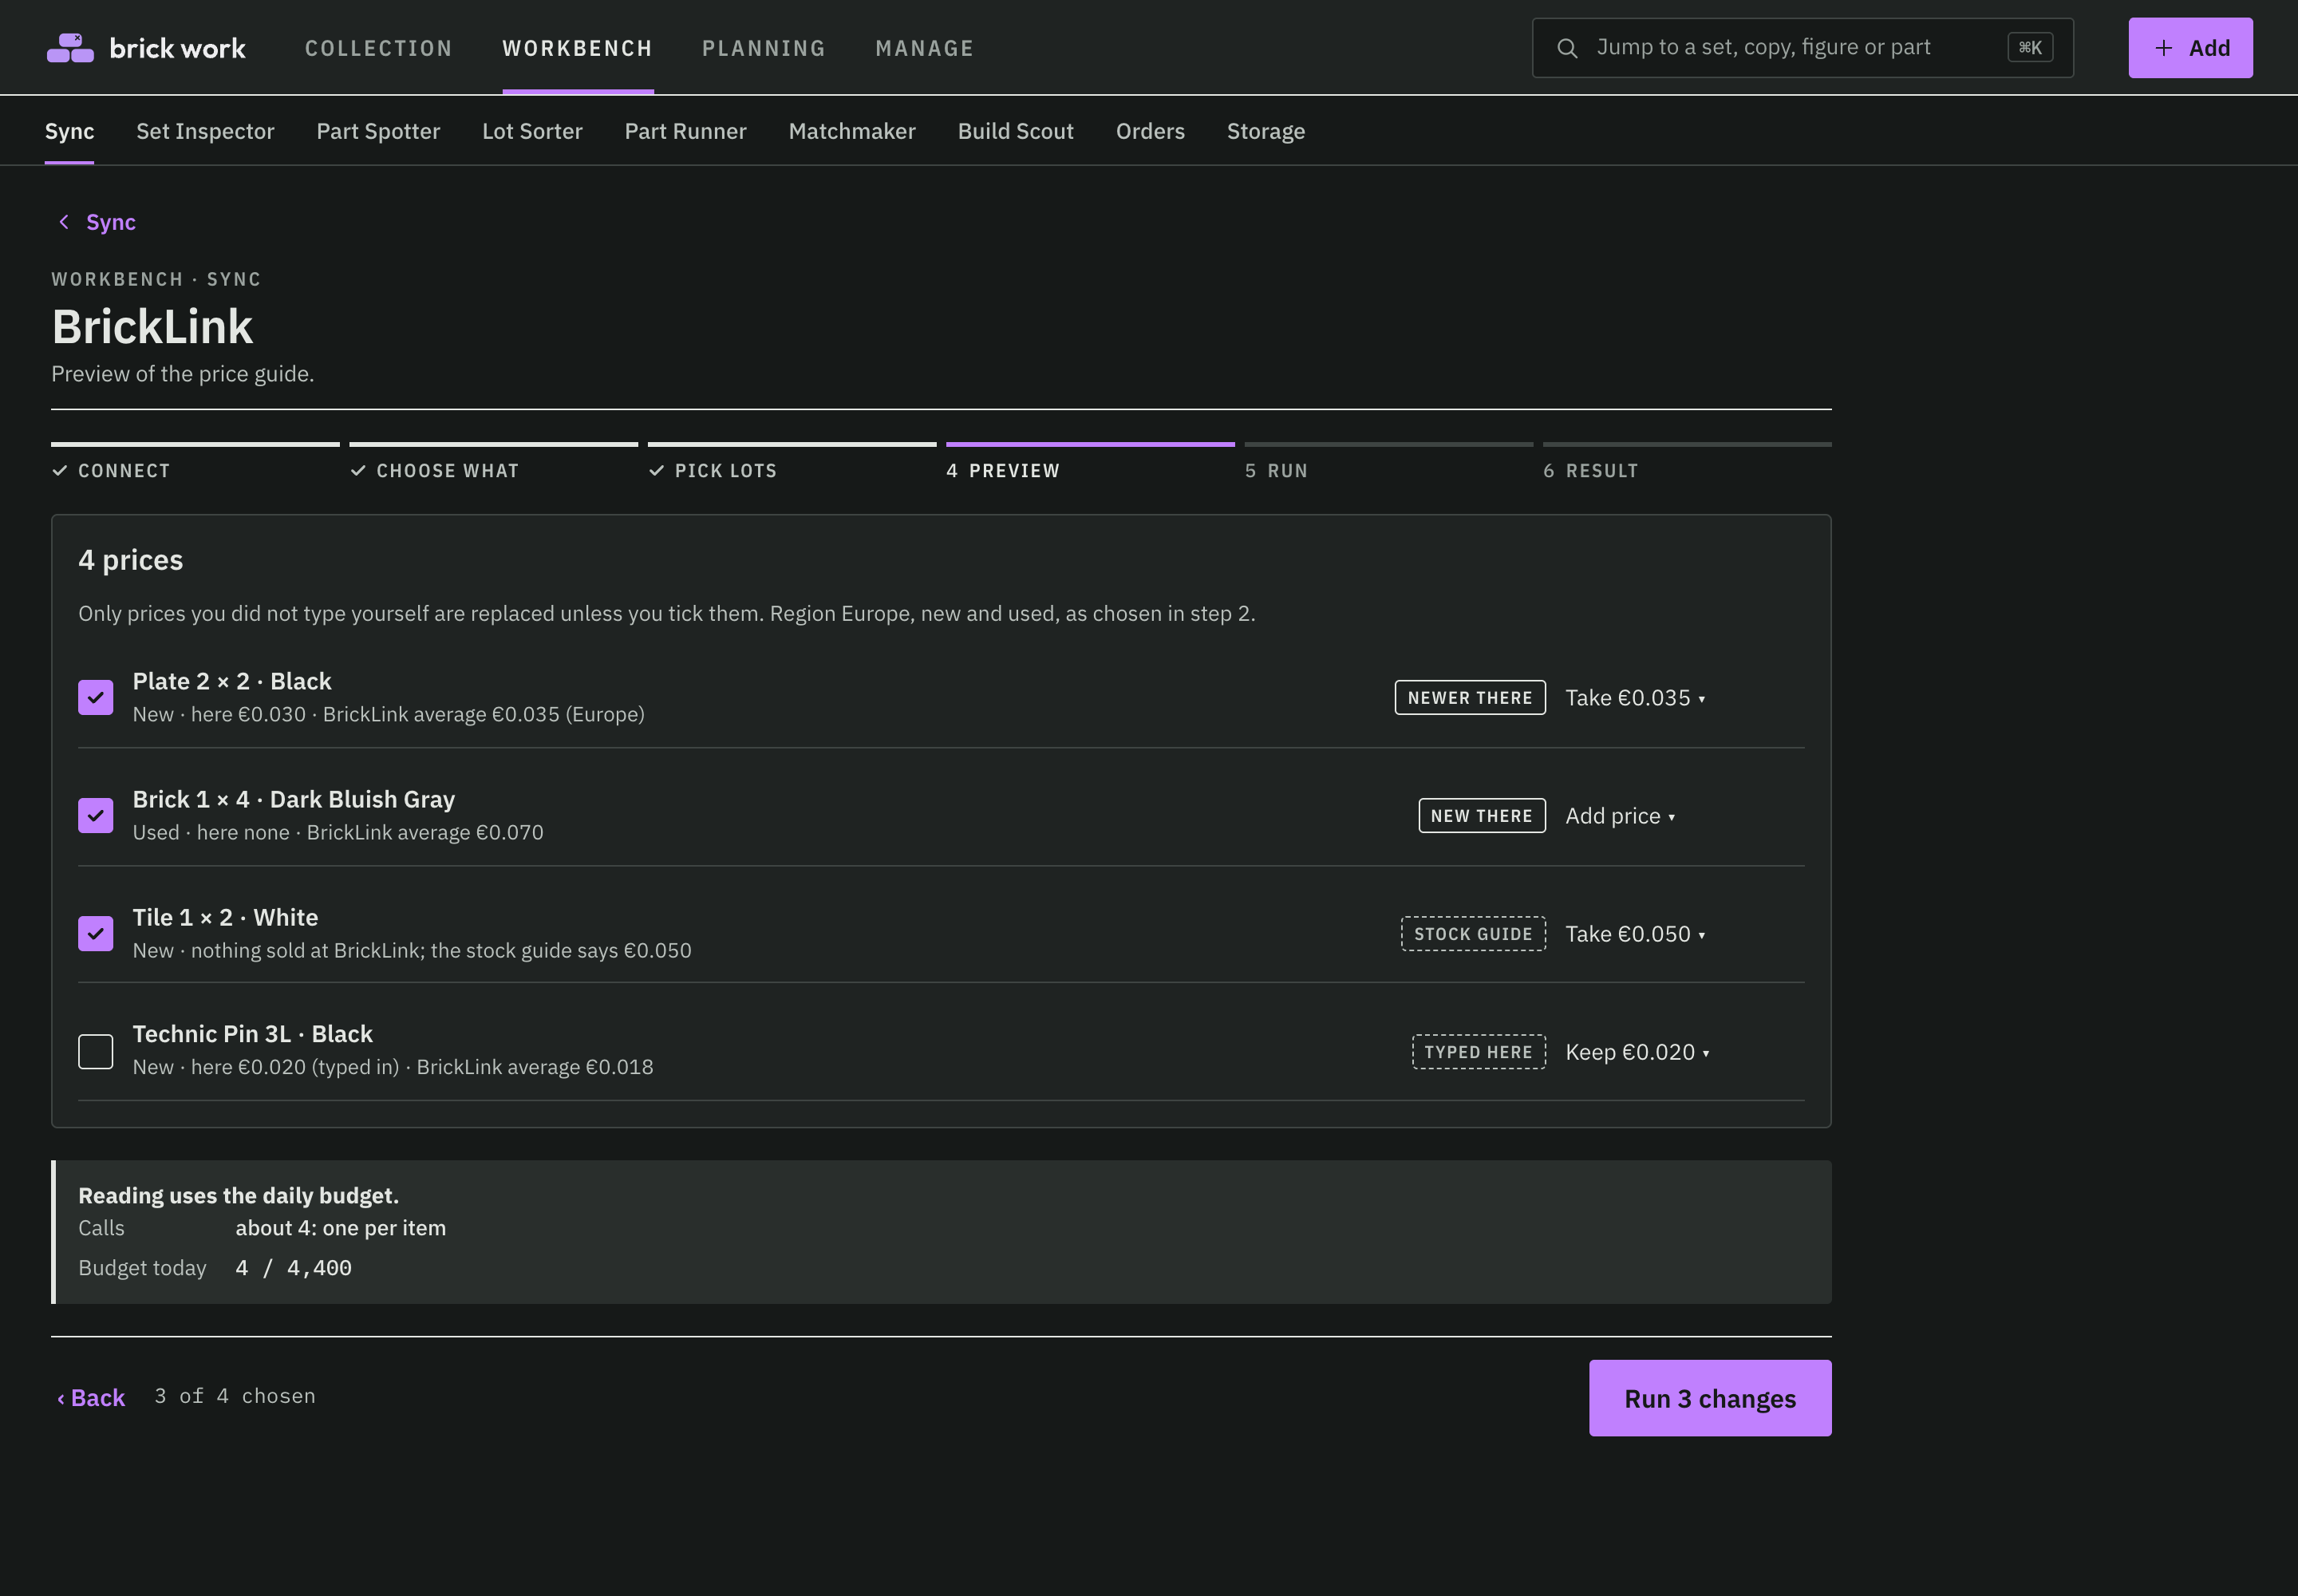 brick work
COLLECTION WORKBENCH PLANNING MANAGE
Jump to a set, copy, figure or part ⌘K
+ Add
Sync Set Inspector Part Spotter Lot Sorter Part Runner Matchmaker Build Scout Orders Storage
‹ Sync
WORKBENCH · SYNC
BrickLink
Preview of the price guide.
✓ CONNECT ✓ CHOOSE WHAT ✓ PICK LOTS 4 PREVIEW 5 RUN 6 RESULT
4 prices
Only prices you did not type yourself are replaced unless you tick them. Region Europe, new and used, as chosen in step 2.
Plate 2 × 2 · Black
New · here €0.030 · BrickLink average €0.035 (Europe)
NEWER THERE Take €0.035 ▾
Brick 1 × 4 · Dark Bluish Gray
Used · here none · BrickLink average €0.070
NEW THERE Add price ▾
Tile 1 × 2 · White
New · nothing sold at BrickLink; the stock guide says €0.050
STOCK GUIDE Take €0.050 ▾
Technic Pin 3L · Black
New · here €0.020 (typed in) · BrickLink average €0.018
TYPED HERE Keep €0.020 ▾
Reading uses the daily budget.
Calls about 4: one per item
Budget today 4 / 4,400
‹ Back 3 of 4 chosen
Run 3 changes